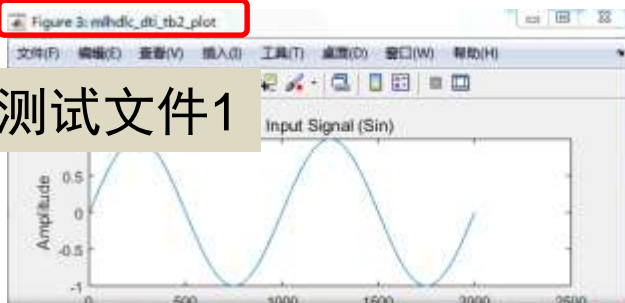 Figure 3: mlhdlc_dti_tb2_plot
文件(F) 编辑(E) 查看(V) 插入(I) 工具(T) 桌面(D) 窗口(W) 帮助(H)
测试文件1
Input Signal (Sin)
Amplitude
0.5
0
-0.5
-1
0 500 1000 1500 2000 2500